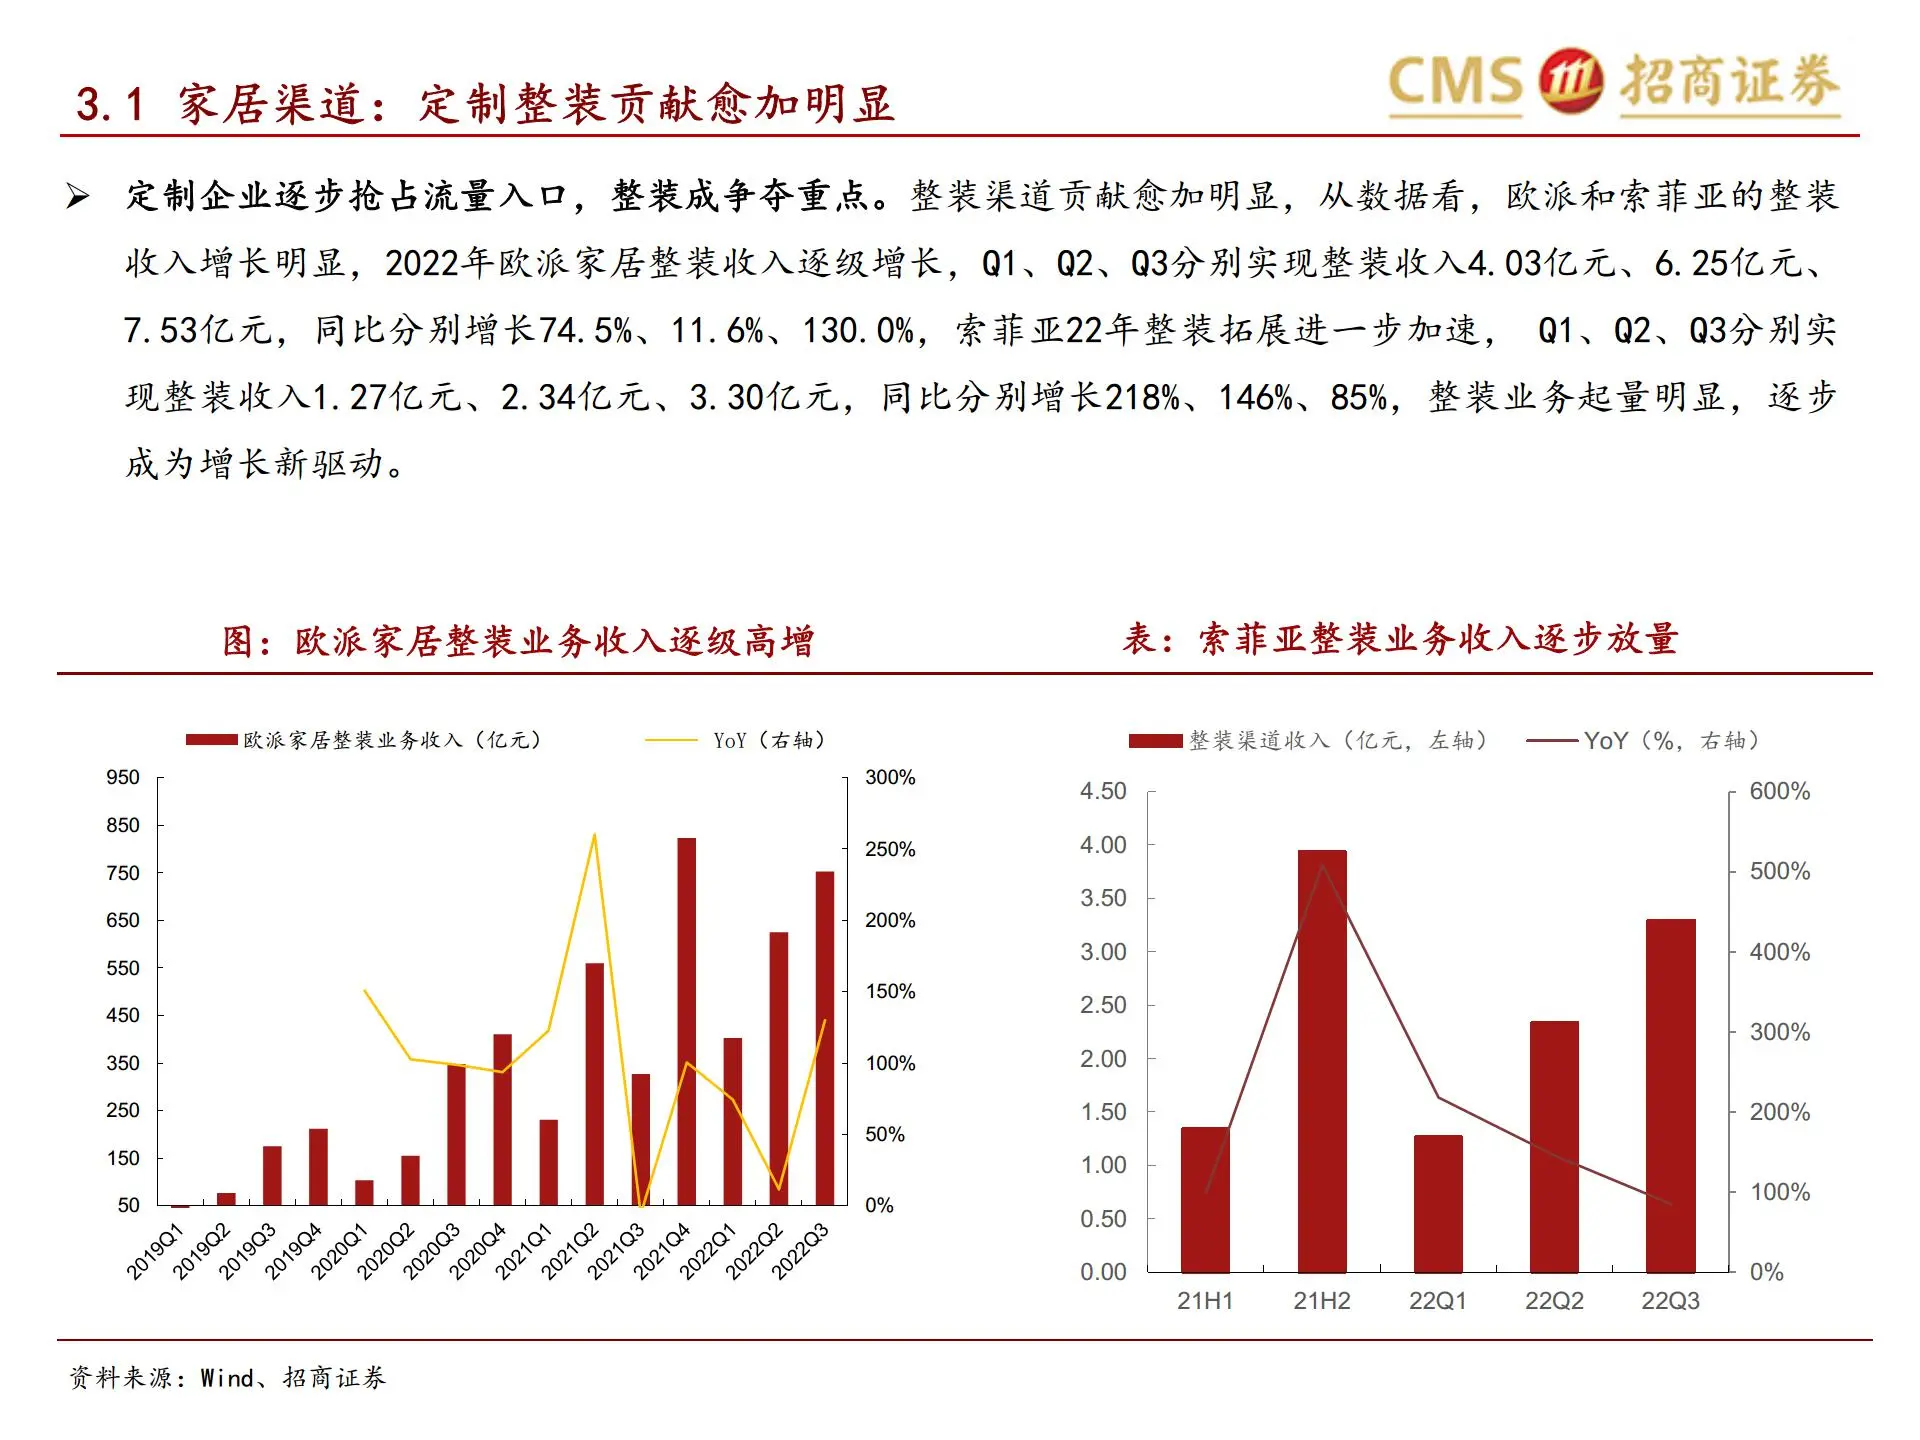 3.1 家居渠道：定制整装贡献愈加明显
CMS 招商证券
➢ 定制企业逐步抢占流量入口，整装成争夺重点。整装渠道贡献愈加明显，从数据看，欧派和索菲亚的整装
收入增长明显，2022年欧派家居整装收入逐级增长，Q1、Q2、Q3分别实现整装收入4.03亿元、6.25亿元、
7.53亿元，同比分别增长74.5%、11.6%、130.0%，索菲亚22年整装拓展进一步加速， Q1、Q2、Q3分别实
现整装收入1.27亿元、2.34亿元、3.30亿元，同比分别增长218%、146%、85%，整装业务起量明显，逐步
成为增长新驱动。
图：欧派家居整装业务收入逐级高增
欧派家居整装业务收入（亿元） YoY（右轴）
950 300%
850
250%
750
650 200%
550
150%
450
350 100%
250
50%
150
50 0%
2019Q1 2019Q2 2019Q3 2019Q4 2020Q1 2020Q2 2020Q3 2020Q4 2021Q1 2021Q2 2021Q3 2021Q4 2022Q1 2022Q2 2022Q3
表：索菲亚整装业务收入逐步放量
整装渠道收入（亿元，左轴） YoY（%，右轴）
4.50 600%
4.00
500%
3.50
3.00 400%
2.50
300%
2.00
1.50 200%
1.00
100%
0.50
0.00 0%
21H1 21H2 22Q1 22Q2 22Q3
资料来源：Wind、招商证券